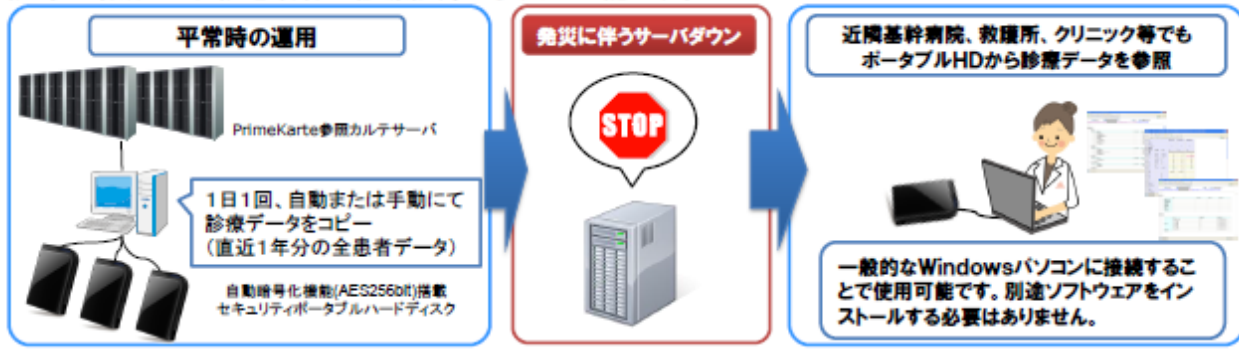 平常時の運用
PrimeKarte参照カルテサーバ
1日1回、自動または手動にて
診療データをコピー
（直近1年分の全患者データ）
自動暗号化機能(AES256bit)搭載
セキュリティポータブルハードディスク
発災に伴うサーバダウン
STOP
近隣基幹病院、救護所、クリニック等でも
ポータブルHDから診療データを参照
一般的なWindowsパソコンに接続するこ
とで使用可能です。別途ソフトウェアをイン
ストールする必要はありません。